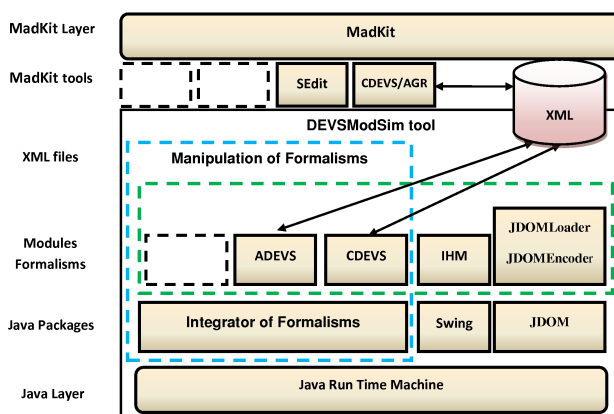 MadKit Layer
MadKit
MadKit tools
SEdit
CDEVS/AGR
XML
DEVSModSim tool
XML files
Manipulation of Formalisms
Modules
Formalisms
ADEVS
CDEVS
IHM
JDOMLoader
JDOMEncoder
Java Packages
Integrator of Formalisms
Swing
JDOM
Java Layer
Java Run Time Machine